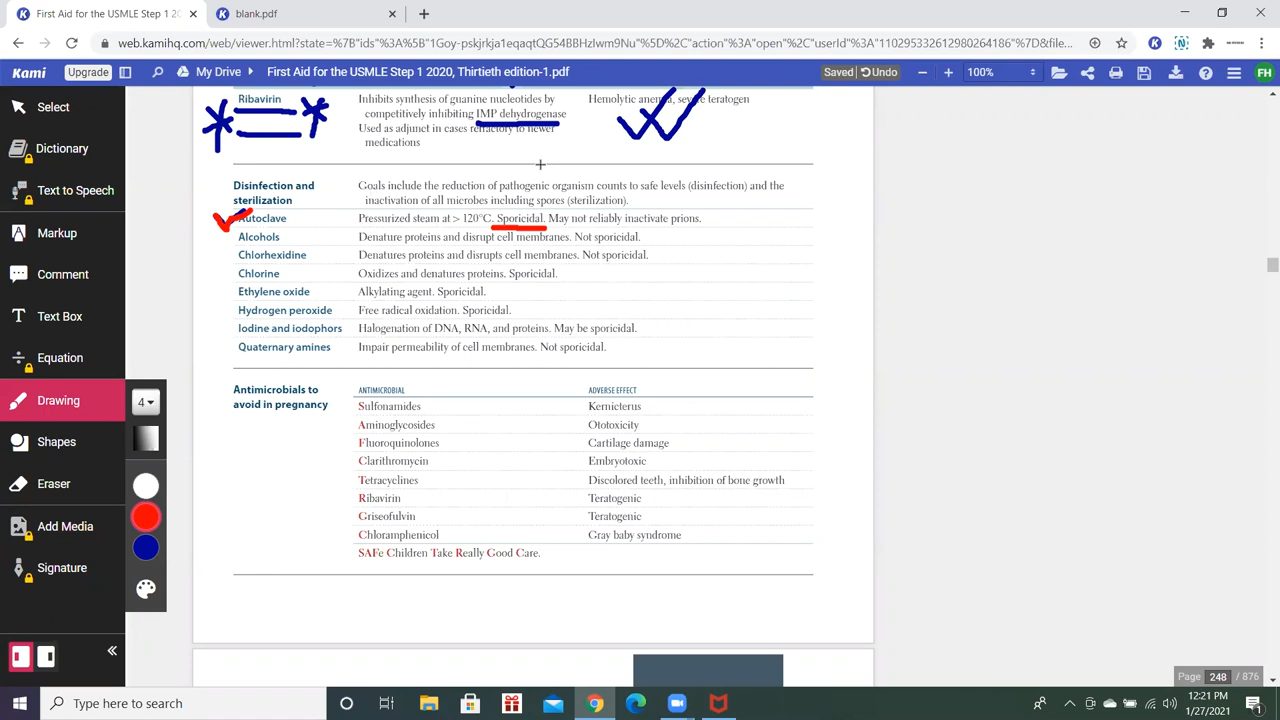 First Aid for the USMLE Step 1 20
blank.pdf
web.kamihq.com/web/viewer.html?state=%7B"ids"%3A%5B"1Goy-pskjrkja1eqaqtQG54BBHzlwm9Nu"%5D%2C"action"%3A"open"%2C"userId"%3A"110295332612980264186"%7D&file...
Kami
Upgrade
My Drive
First Aid for the USMLE Step 1 2020, Thirtieth edition-1.pdf
Saved
Undo
100%
FH
Select
Dictionary
Text to Speech
Markup
Comment
Text Box
Equation
Drawing
Shapes
Eraser
Add Media
Signature
4
Ribavirin Inhibits synthesis of guanine nucleotides by Hemolytic anemia, severe teratogen
competitively inhibiting IMP dehydrogenase
Used as adjunct in cases refractory to newer
medications
Disinfection and Goals include the reduction of pathogenic organism counts to safe levels (disinfection) and the
sterilization inactivation of all microbes including spores (sterilization).
Autoclave Pressurized steam at > 120°C. Sporicidal. May not reliably inactivate prions.
Alcohols Denature proteins and disrupt cell membranes. Not sporicidal.
Chlorhexidine Denatures proteins and disrupts cell membranes. Not sporicidal.
Chlorine Oxidizes and denatures proteins. Sporicidal.
Ethylene oxide Alkylating agent. Sporicidal.
Hydrogen peroxide Free radical oxidation. Sporicidal.
Iodine and iodophors Halogenation of DNA, RNA, and proteins. May be sporicidal.
Quaternary amines Impair permeability of cell membranes. Not sporicidal.
Antimicrobials to ANTIMICROBIAL ADVERSE EFFECT
avoid in pregnancy Sulfonamides Kernicterus
Aminoglycosides Ototoxicity
Fluoroquinolones Cartilage damage
Clarithromycin Embryotoxic
Tetracyclines Discolored teeth, inhibition of bone growth
Ribavirin Teratogenic
Griseofulvin Teratogenic
Chloramphenicol Gray baby syndrome
SAFe Children Take Really Good Care.
Page 248 / 876
Type here to search
12:21 PM
1/27/2021